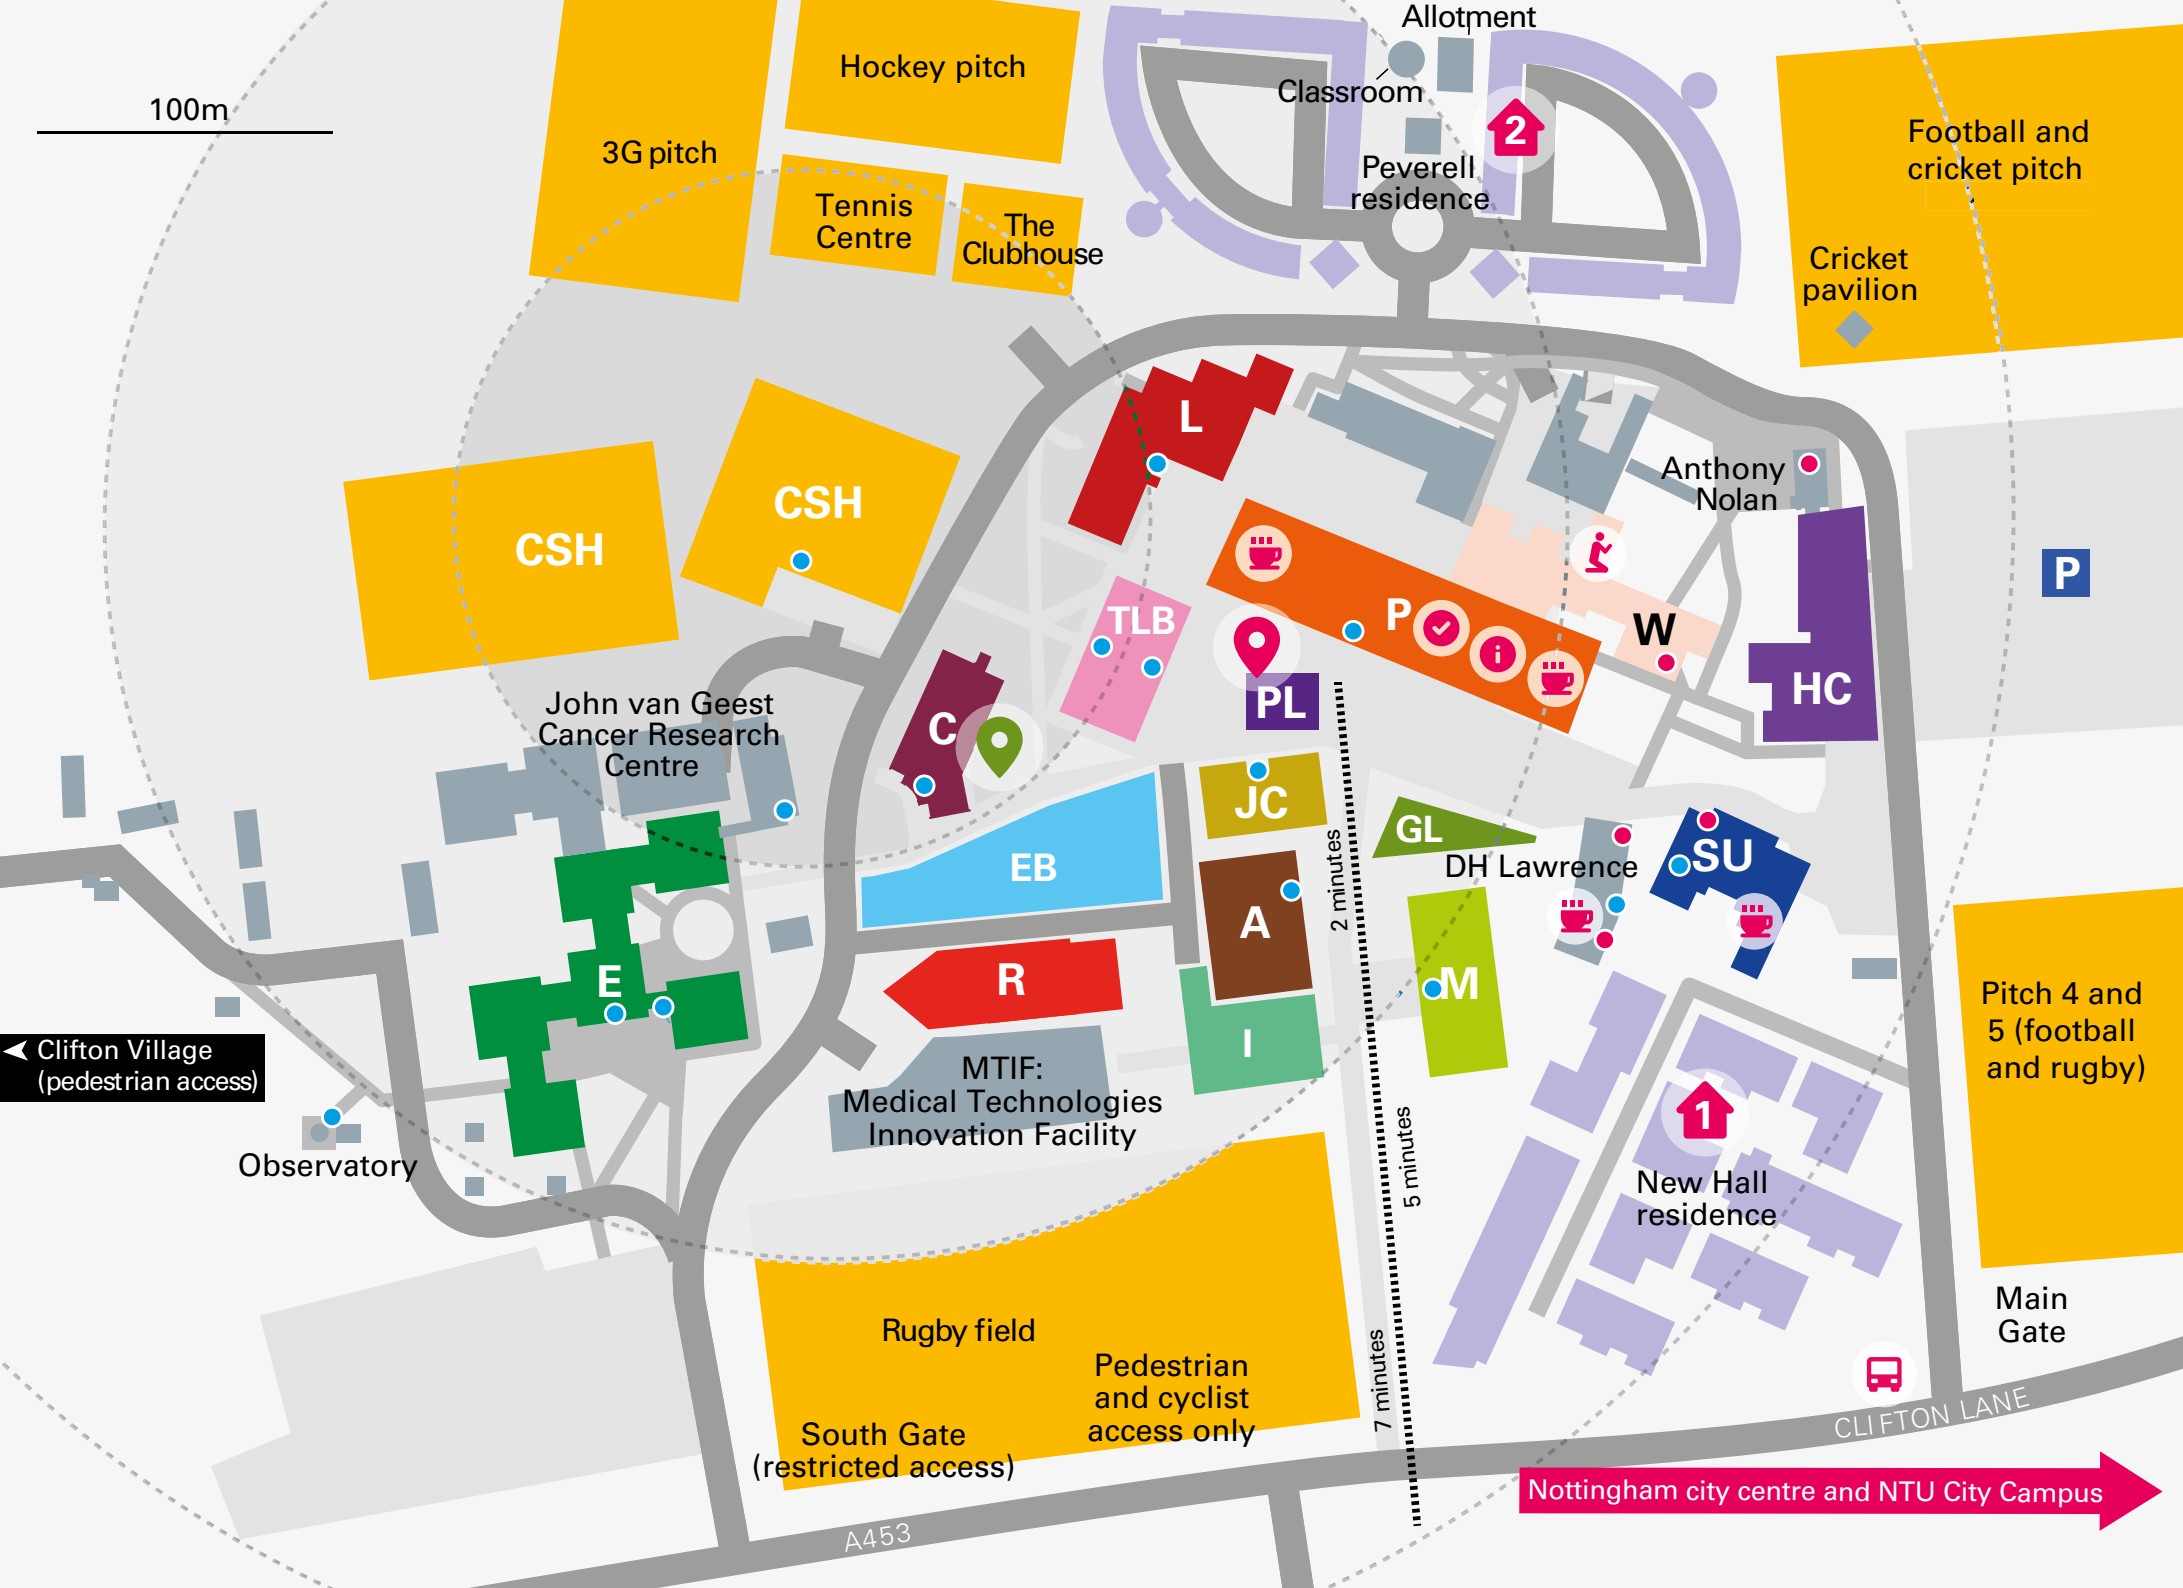 Allotment
100m
Hockey pitch
Classroom
2
Football and
cricket pitch
3G pitch
Peverell
residence
Tennis
Centre
The
Clubhouse
Cricket
pavilion
L
Anthony
Nolan
CSH
CSH
P
P
TLB
W
i
HC
John van Geest
Cancer Research
Centre
C
PL
JC
GL
2 minutes
DH Lawrence
SU
EB
A
E
R
M
Pitch 4 and
5 (football
and rugby)
Clifton Village
(pedestrian access)
I
MTIF:
Medical Technologies
Innovation Facility
1
5 minutes
Observatory
New Hall
residence
Main
Gate
Rugby field
Pedestrian
and cyclist
access only
7 minutes
South Gate
(restricted access)
CLIFTON LANE
Nottingham city centre and NTU City Campus
A453